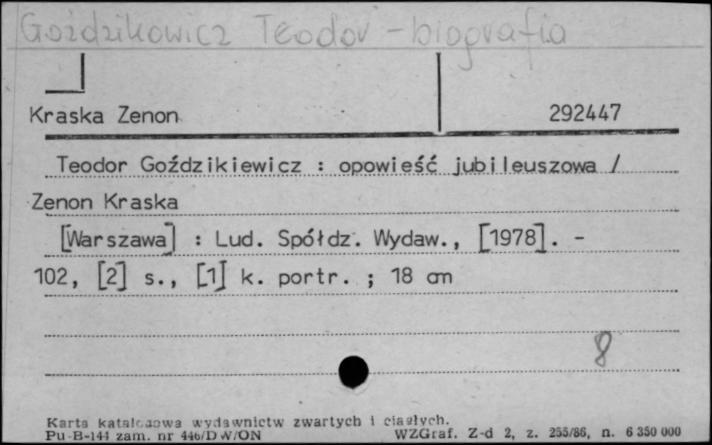 Goździkowicz Teodor - biografia
Kraska Zenon 292447
Teodor Goździkiewicz : opowieść jubileuszowa /
Zenon Kraska
[Warszawa] : Lud. Spółdz. Wydaw., [1978]. -
102, [2] s., [1] k. portr. ; 18 cm
8
Karta katalogowa wydawnictw zwartych i ciągłych.
Pu-B-144 zam. nr 446/DW/ON WZGraf. Z-d 2, z. 255/86, n. 6 350 000